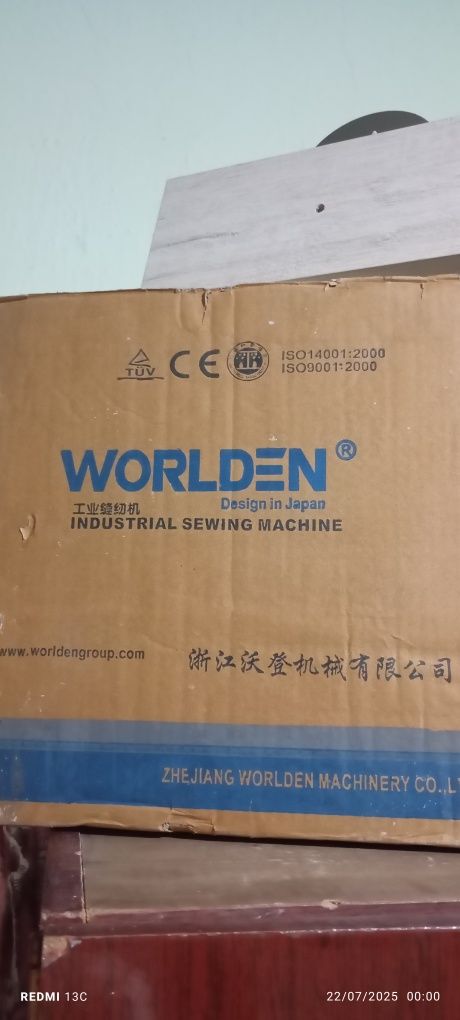 TÜV CE ISO14001:2000
ISO9001:2000
WORLDEN®
Design in Japan
工业缝纫机
INDUSTRIAL SEWING MACHINE
www.worldengroup.com
浙江沃登机械有限公司
ZHEJIANG WORLDEN MACHINERY CO.,L
REDMI 13C
22/07/2025 00:00